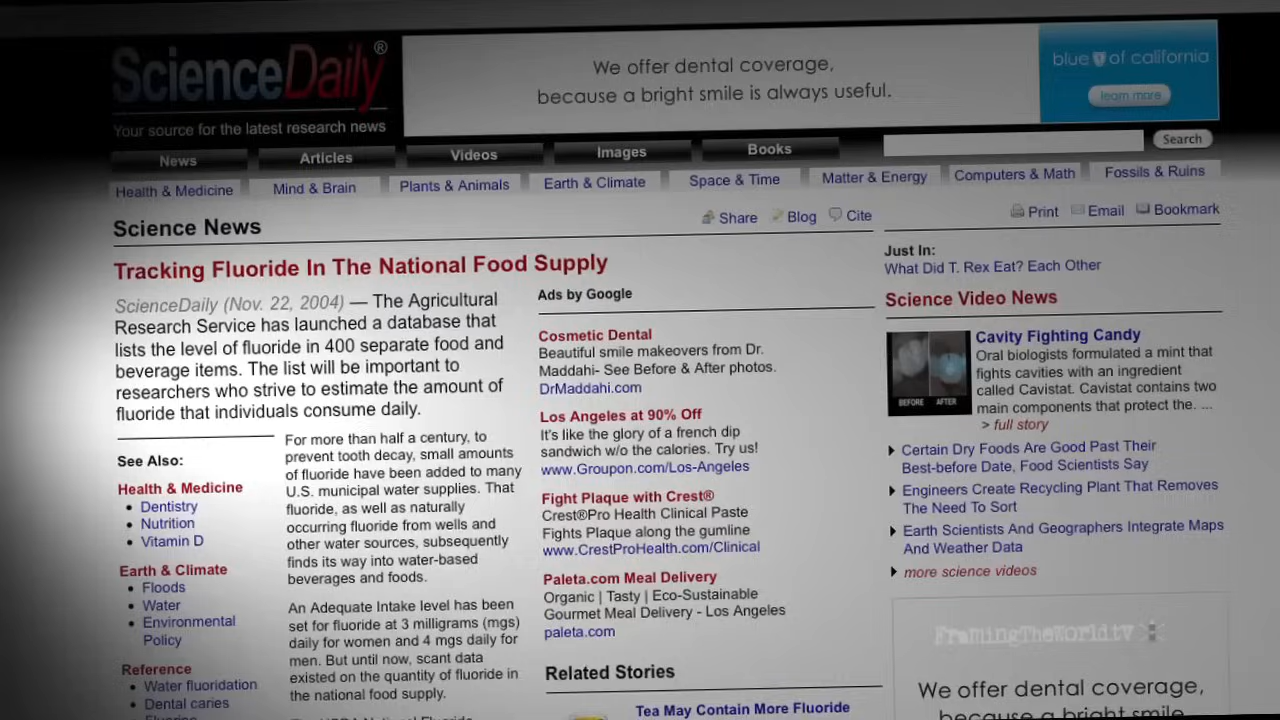 ScienceDaily®
Your source for the latest research news
We offer dental coverage,
because a bright smile is always useful.
blue of california
learn more
News
Articles
Videos
Images
Books
Search
Health & Medicine
Mind & Brain
Plants & Animals
Earth & Climate
Space & Time
Matter & Energy
Computers & Math
Fossils & Ruins
Science News
Share
Blog
Cite
Print
Email
Bookmark
Tracking Fluoride In The National Food Supply
ScienceDaily (Nov. 22, 2004) — The Agricultural
Research Service has launched a database that
lists the level of fluoride in 400 separate food and
beverage items. The list will be important to
researchers who strive to estimate the amount of
fluoride that individuals consume daily.
See Also:
Health & Medicine
• Dentistry
• Nutrition
• Vitamin D
Earth & Climate
• Floods
• Water
• Environmental
Policy
Reference
• Water fluoridation
• Dental caries
For more than half a century, to
prevent tooth decay, small amounts
of fluoride have been added to many
U.S. municipal water supplies. That
fluoride, as well as naturally
occurring fluoride from wells and
other water sources, subsequently
finds its way into water-based
beverages and foods.
An Adequate Intake level has been
set for fluoride at 3 milligrams (mgs)
daily for women and 4 mgs daily for
men. But until now, scant data
existed on the quantity of fluoride in
the national food supply.
Ads by Google
Cosmetic Dental
Beautiful smile makeovers from Dr.
Maddahi- See Before & After photos.
DrMaddahi.com
Los Angeles at 90% Off
It's like the glory of a french dip
sandwich w/o the calories. Try us!
www.Groupon.com/Los-Angeles
Fight Plaque with Crest®
Crest®Pro Health Clinical Paste
Fights Plaque along the gumline
www.CrestProHealth.com/Clinical
Paleta.com Meal Delivery
Organic | Tasty | Eco-Sustainable
Gourmet Meal Delivery - Los Angeles
paleta.com
Related Stories
Tea May Contain More Fluoride
Just In:
What Did T. Rex Eat? Each Other
Science Video News
BEFORE AFTER
Cavity Fighting Candy
Oral biologists formulated a mint that
fights cavities with an ingredient
called Cavistat. Cavistat contains two
main components that protect the. ...
> full story
Certain Dry Foods Are Good Past Their
Best-before Date, Food Scientists Say
Engineers Create Recycling Plant That Removes
The Need To Sort
Earth Scientists And Geographers Integrate Maps
And Weather Data
more science videos
FramingTheWorld.tv
We offer dental coverage,
because a bright smile